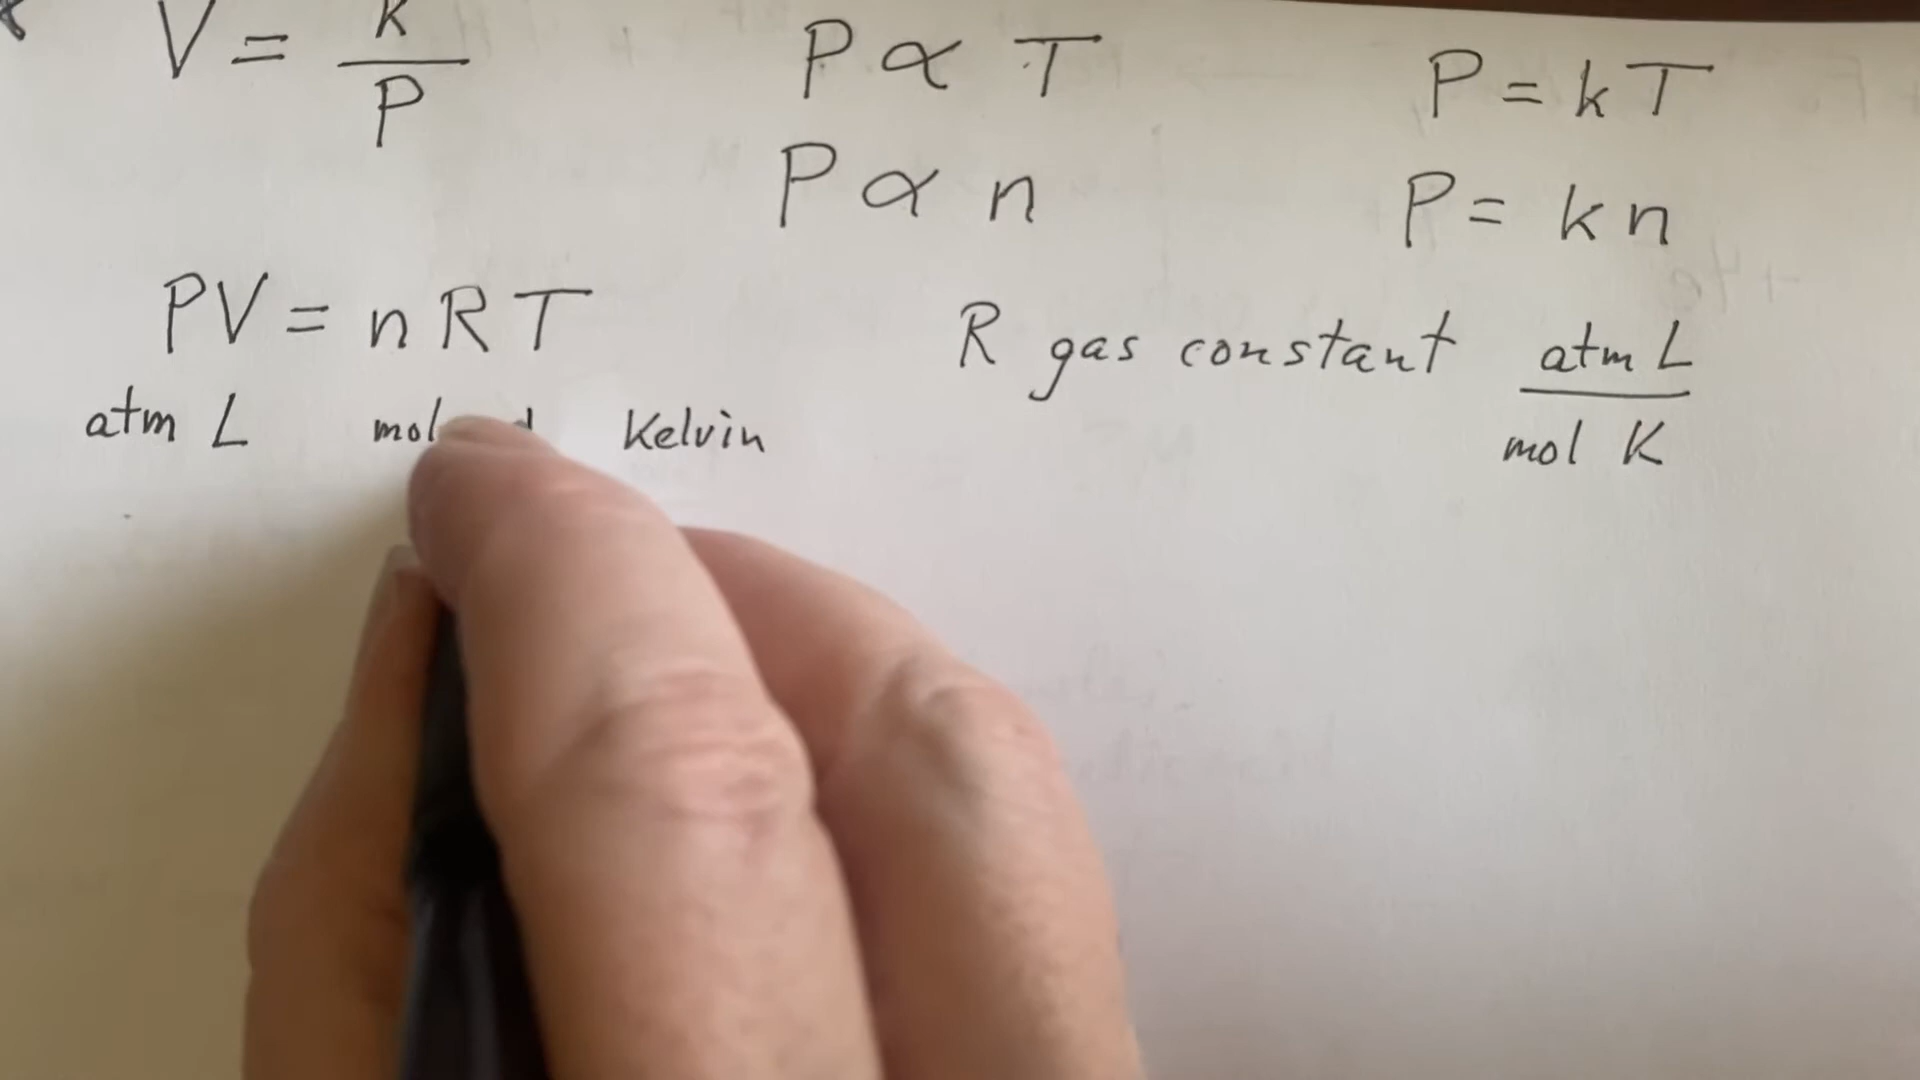 V = k / P
P ∝ T
P = kT
P ∝ n
P = kn
PV = nRT
R gas constant atm L / mol K
atm L mol Kelvin